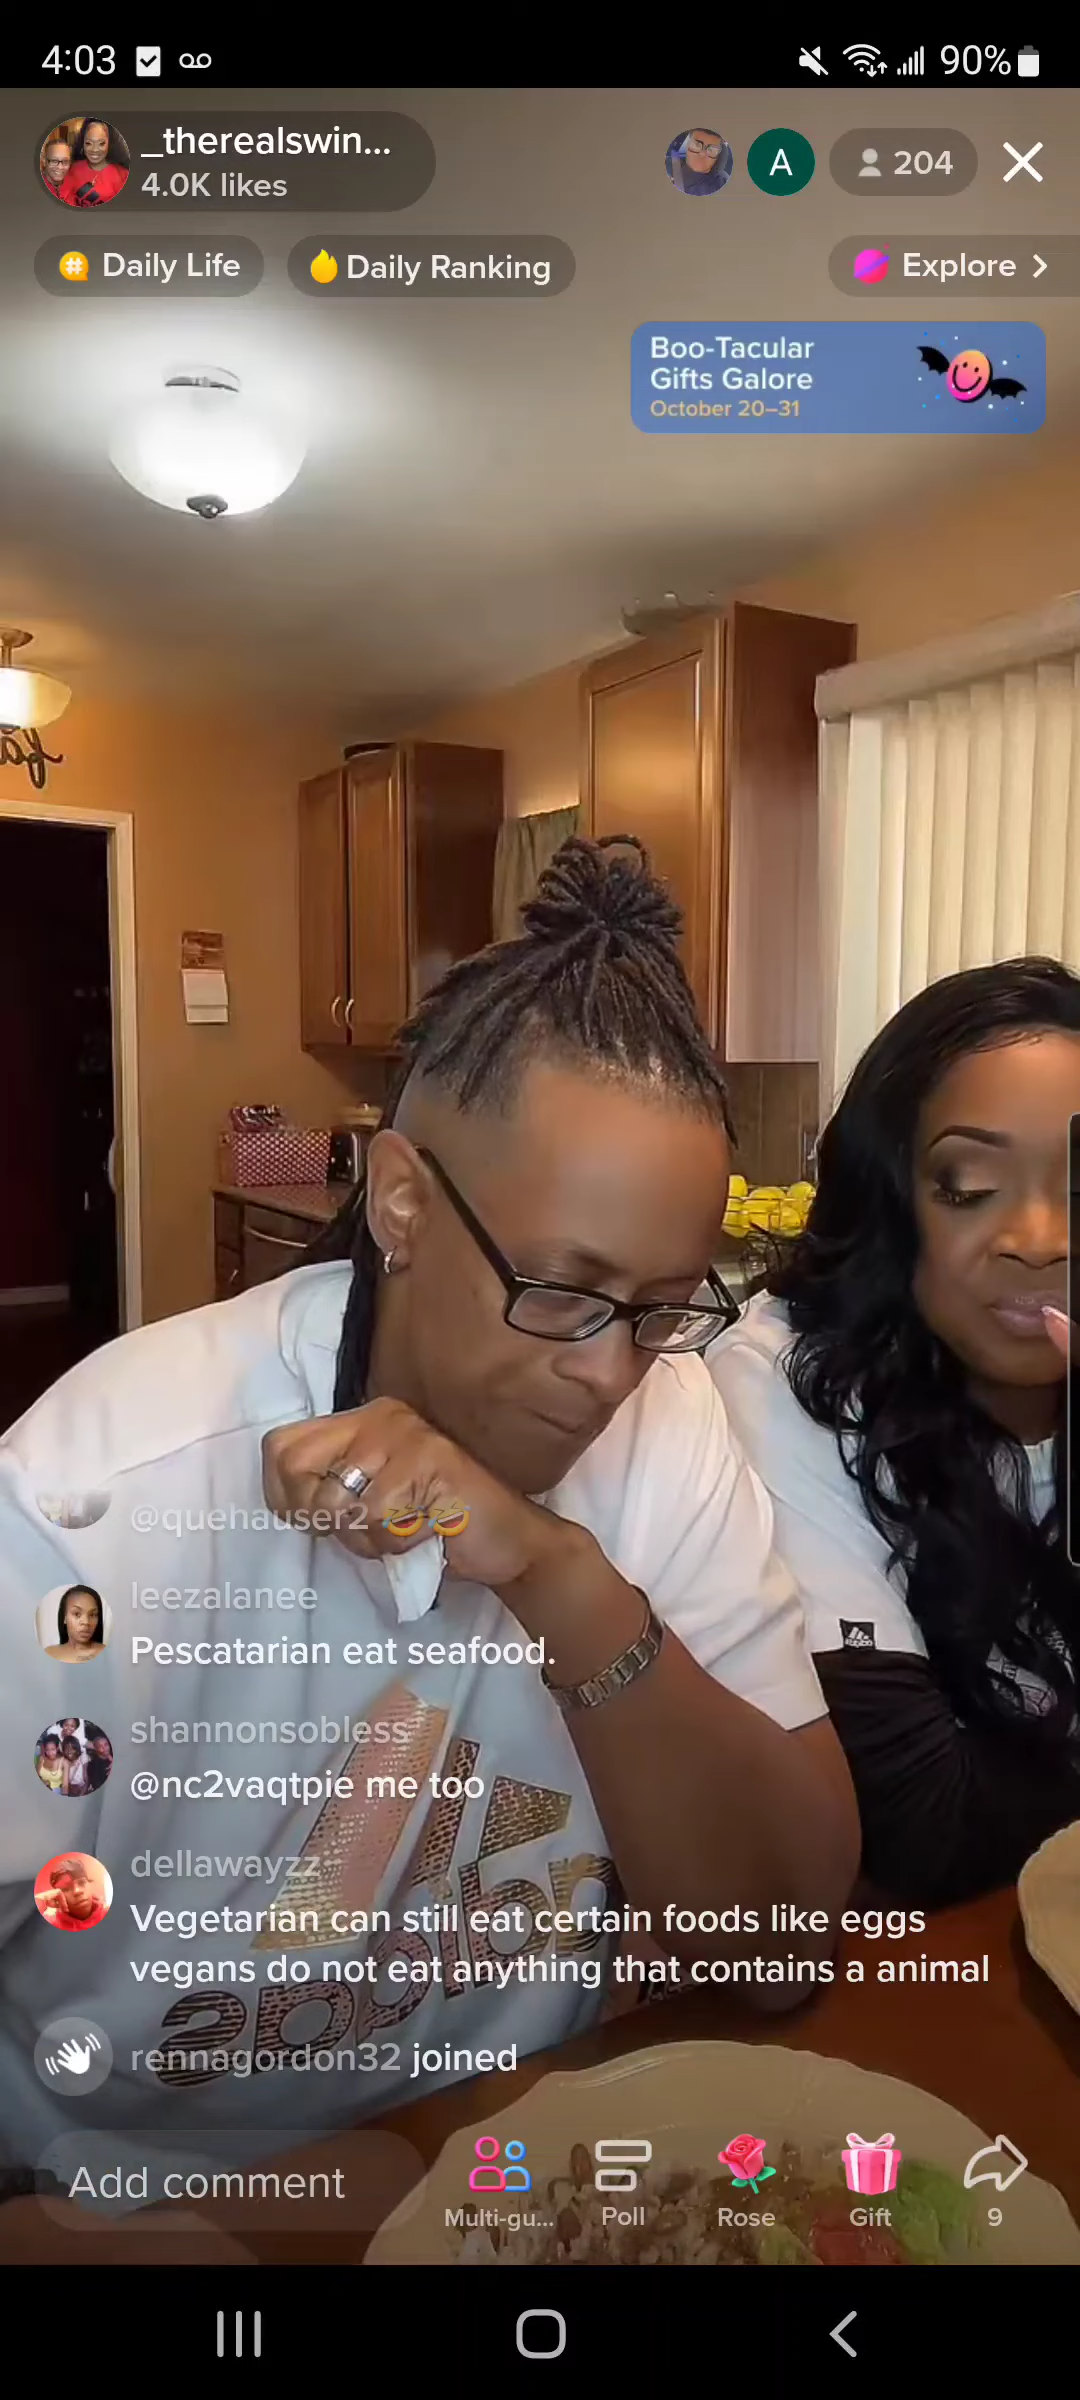 4:03
90%
_therealswin...
4.0K likes
A
204
Daily Life
Daily Ranking
Explore >
Boo-Tacular
Gifts Galore
October 20–31
@quehauser2 🤣🤣
leezalanee
Pescatarian eat seafood.
shannonsobless
@nc2vaqtpie me too
dellawayzz
Vegetarian can still eat certain foods like eggs
vegans do not eat anything that contains a animal
rennagordon32 joined
adidas
Add comment
Multi-gu...
Poll
Rose
Gift
9